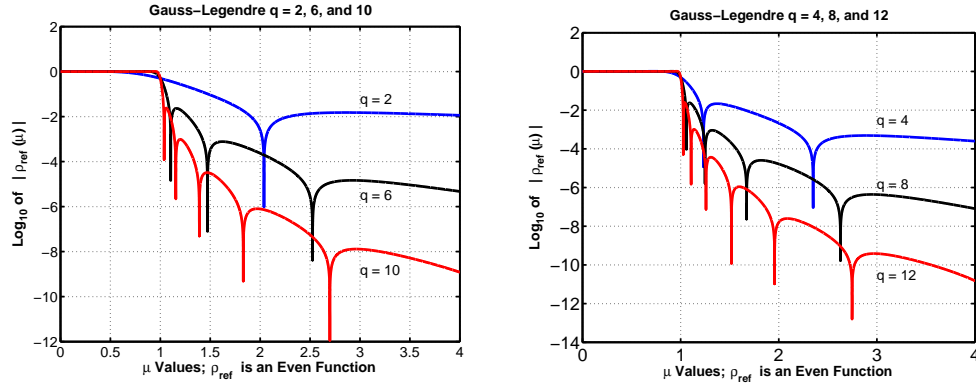 Gauss–Legendre q = 2, 6, and 10
Log10 of | ρref (μ) |
2
0
−2
−4
−6
−8
−10
−12
q = 2
q = 6
q = 10
0 0.5 1 1.5 2 2.5 3 3.5 4
μ Values; ρref is an Even Function
Gauss–Legendre q = 4, 8, and 12
Log10 of | ρref (μ) |
2
0
−2
−4
−6
−8
−10
−12
−14
q = 4
q = 8
q = 12
0 1 2 3 4
μ Values; ρref is an Even Function